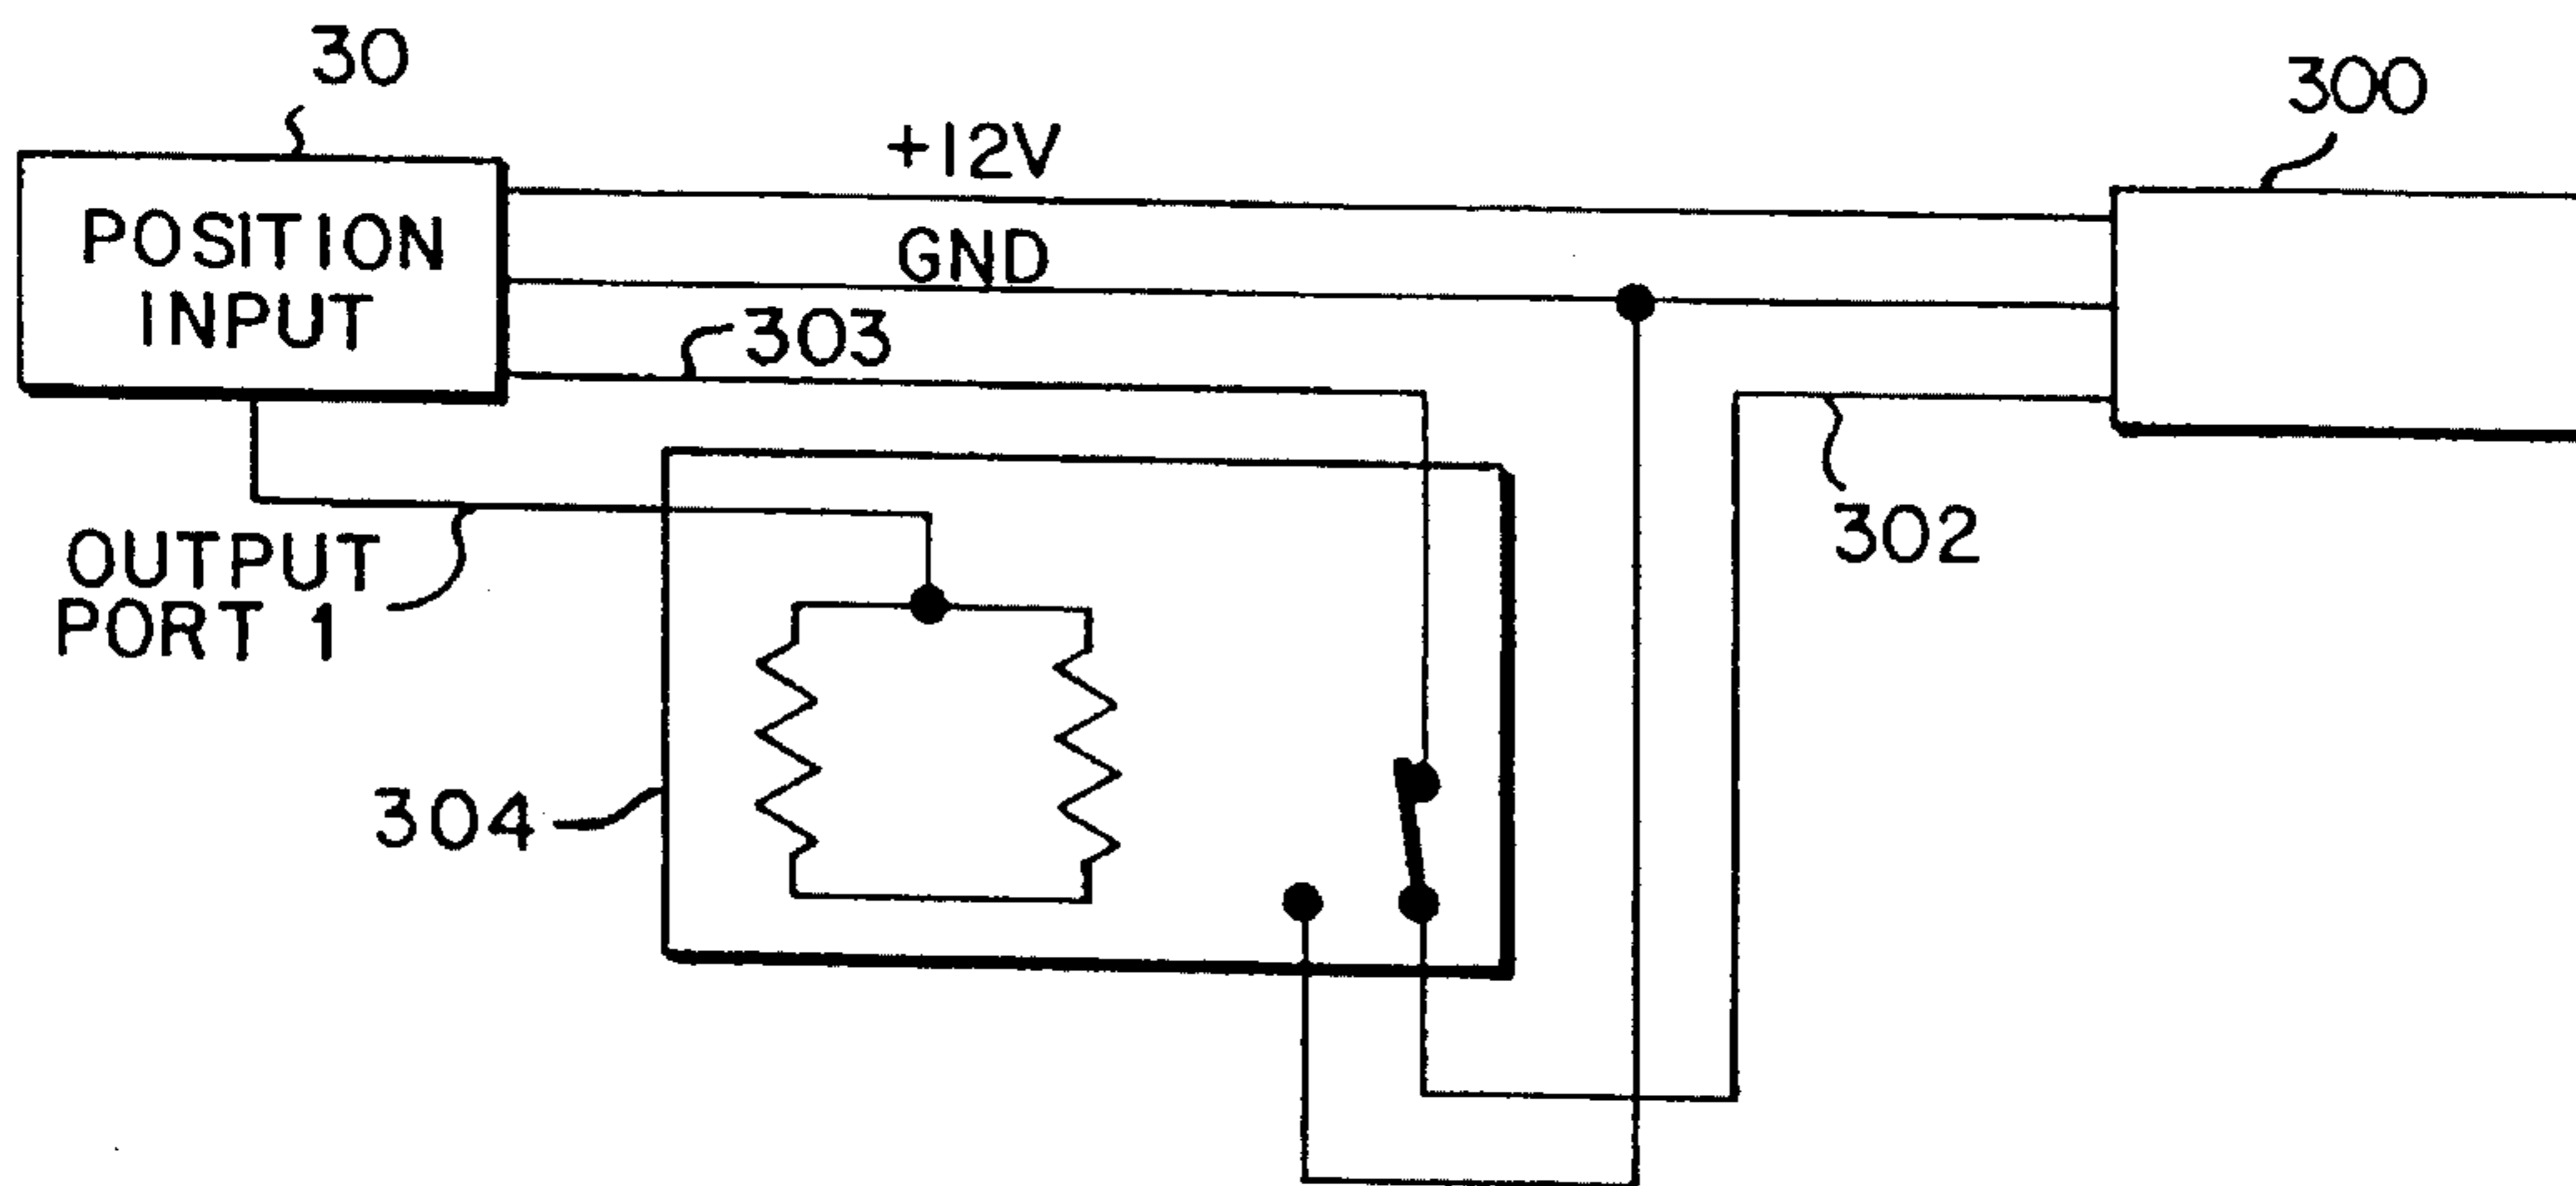 30
300
+12V
POSITION
INPUT
GND
303
302
OUTPUT
PORT 1
304